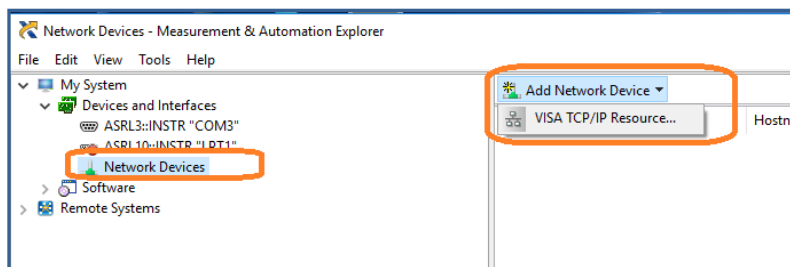 Network Devices - Measurement & Automation Explorer
File Edit View Tools Help
My System
Devices and Interfaces
ASRL3::INSTR "COM3"
ASRL10::INSTR "LPT1"
Network Devices
Software
Remote Systems
Add Network Device
VISA TCP/IP Resource...
Hostn